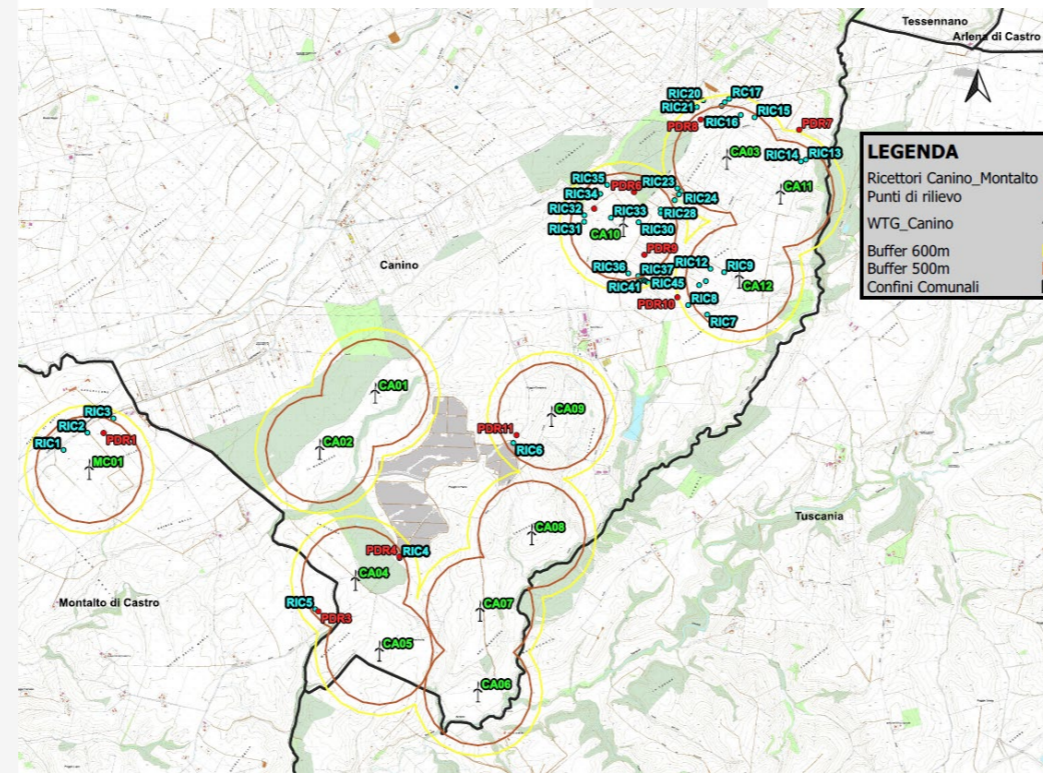 Tessennano
Arlena di Castro
RIC20
RC17
RIC21
RIC15
RIC16
PDR8
PDR7
CA03
RIC14
RIC13
CA11
LEGENDA
Ricettori Canino_Montalto
Punti di rilievo
WTG_Canino
Buffer 600m
Buffer 500m
Confini Comunali
RIC35
PDR6
RIC23
RIC34
RIC24
RIC32
RIC33
RIC28
RIC31
RIC30
CA10
PDR9
Canino
RIC36
RIC37
RIC12
RIC9
RIC41
RIC45
CA12
PDR10
RIC8
RIC7
CA01
RIC3
RIC2
PDR1
RIC1
MC01
CA02
CA09
PDR11
RIC6
CA08
Tuscania
PDR4
RIC4
CA04
Montalto di Castro
RIC5
PDR3
CA07
CA05
CA06